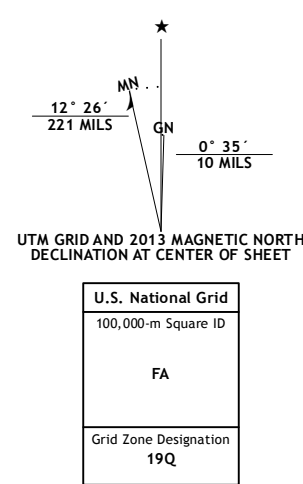 MN
12° 26´
221 MILS
GN
0° 35´
10 MILS
UTM GRID AND 2013 MAGNETIC NORTH
DECLINATION AT CENTER OF SHEET
U.S. National Grid
100,000-m Square ID
FA
Grid Zone Designation
19Q